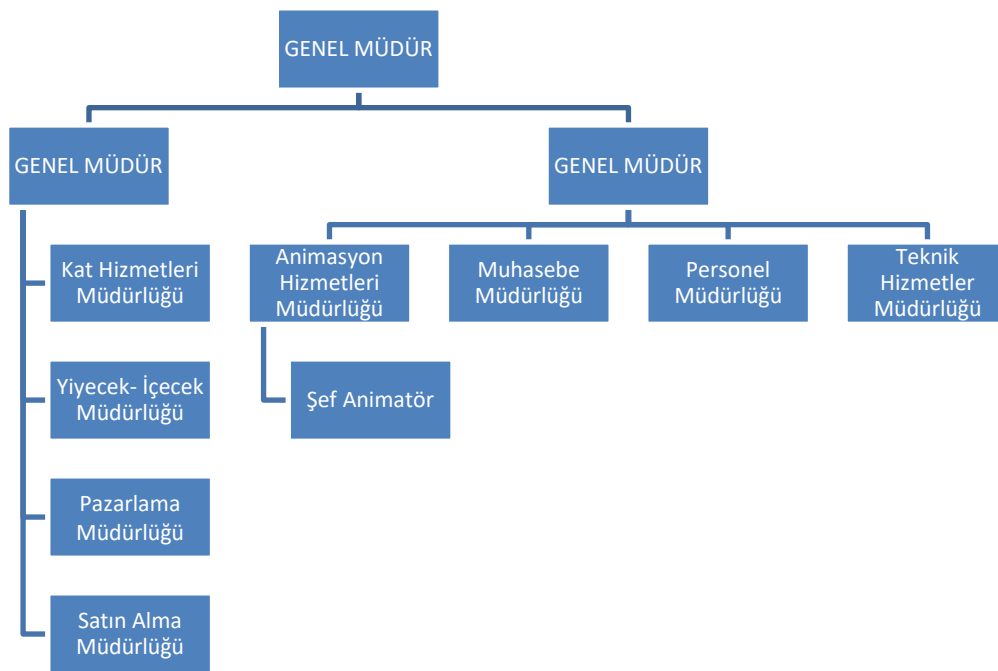 GENEL MÜDÜR
GENEL MÜDÜR
GENEL MÜDÜR
Kat Hizmetleri
Müdürlüğü
Animasyon
Hizmetleri
Müdürlüğü
Muhasebe
Müdürlüğü
Personel
Müdürlüğü
Teknik
Hizmetler
Müdürlüğü
Yiyecek- İçecek
Müdürlüğü
Şef Animatör
Pazarlama
Müdürlüğü
Satın Alma
Müdürlüğü